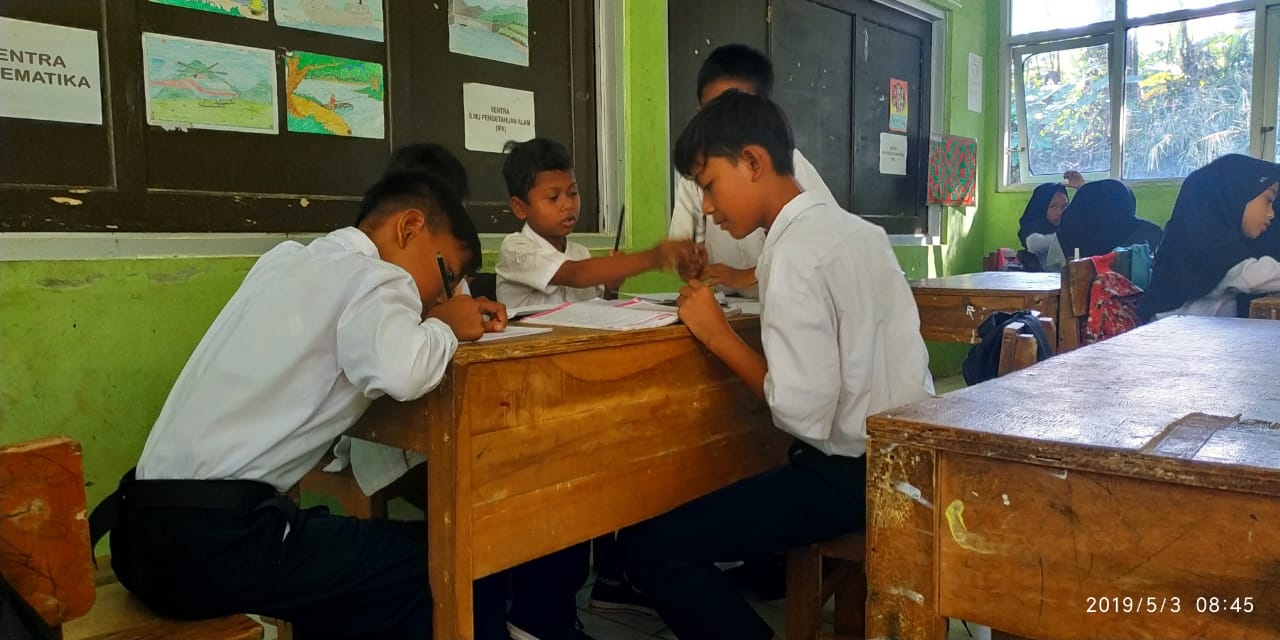 ENTRA
EMATIKA
SENTRA
ILMU PENGETAHUAN ALAM
(IPA)
2019/5/3 08:45